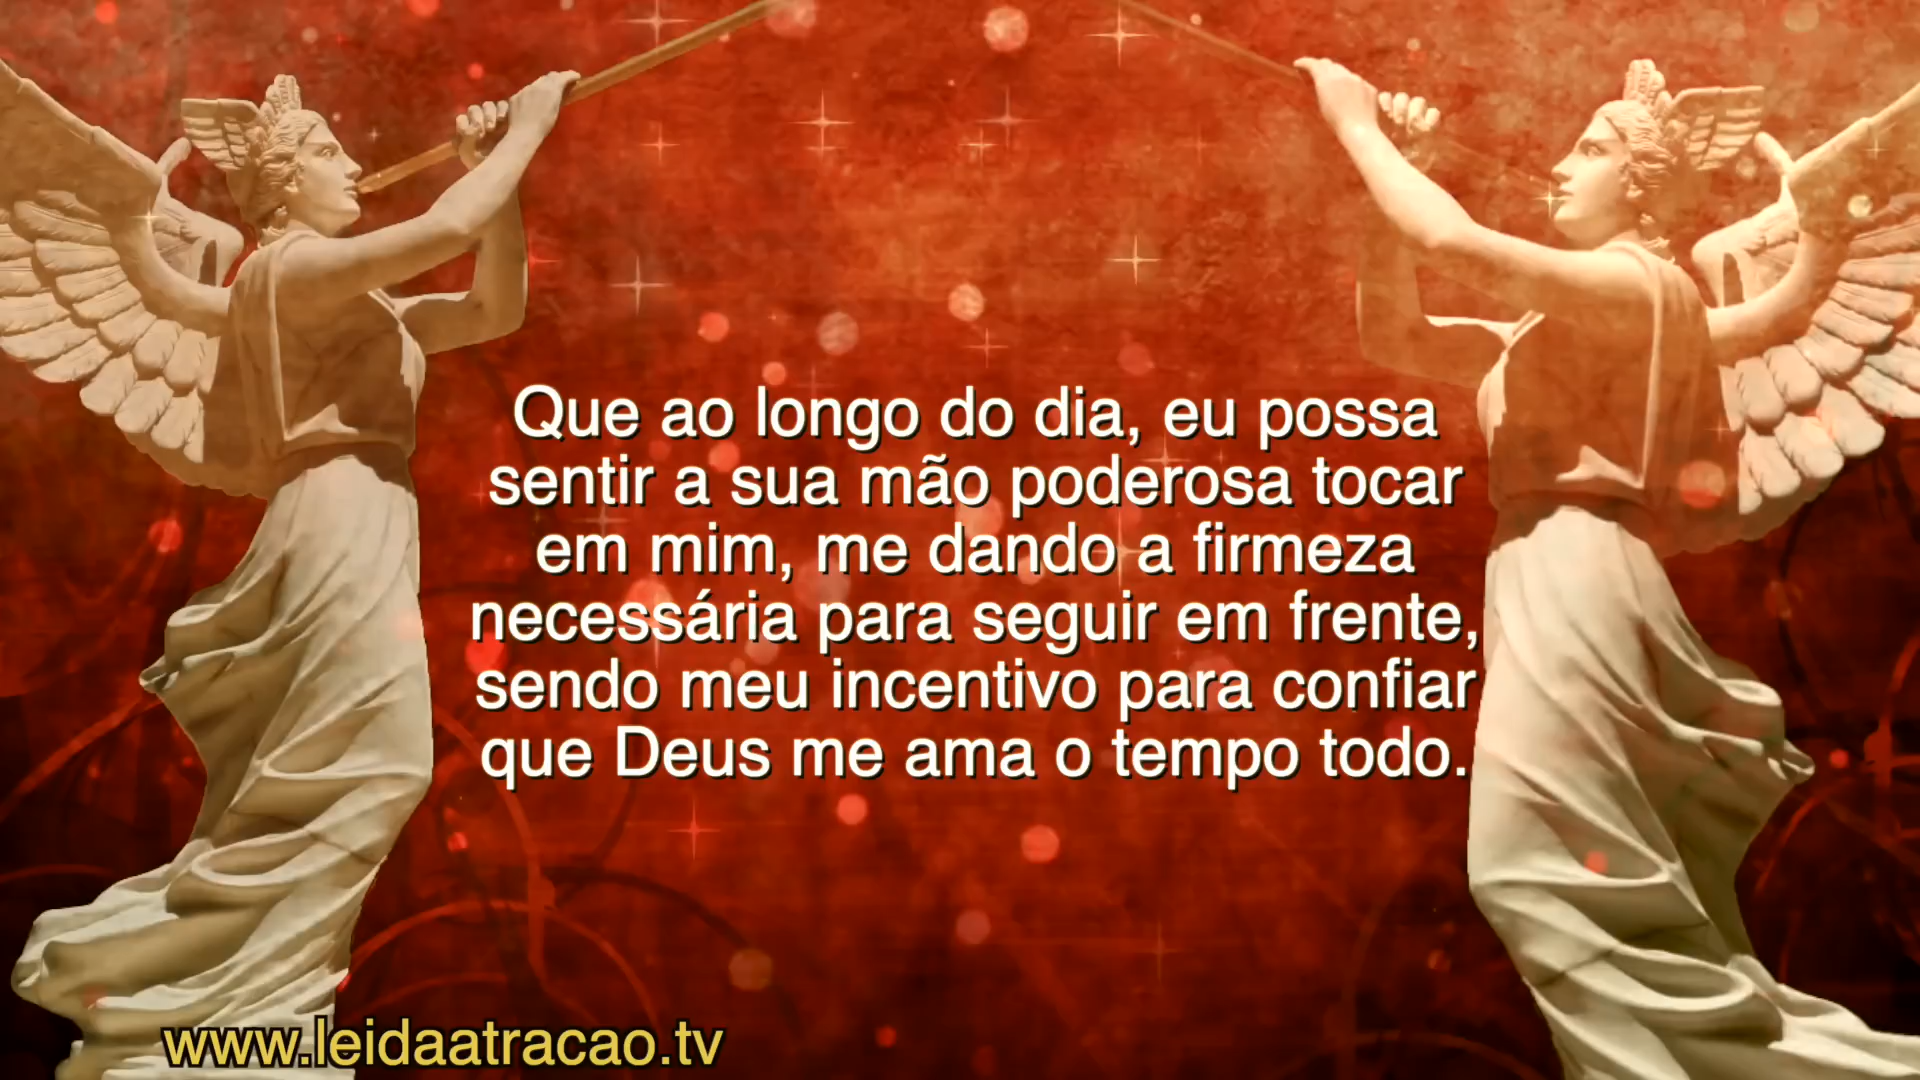 Que ao longo do dia, eu possa
sentir a sua mão poderosa tocar
em mim, me dando a firmeza
necessária para seguir em frente,
sendo meu incentivo para confiar
que Deus me ama o tempo todo.
www.leidaatracao.tv